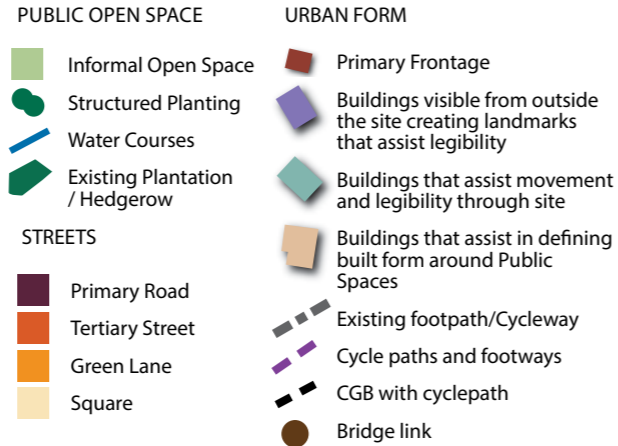 PUBLIC OPEN SPACE
Informal Open Space
Structured Planting
Water Courses
Existing Plantation
/ Hedgerow
STREETS
Primary Road
Tertiary Street
Green Lane
Square
URBAN FORM
Primary Frontage
Buildings visible from outside
the site creating landmarks
that assist legibility
Buildings that assist movement
and legibility through site
Buildings that assist in defining
built form around Public
Spaces
Existing footpath/Cycleway
Cycle paths and footways
CGB with cyclepath
Bridge link